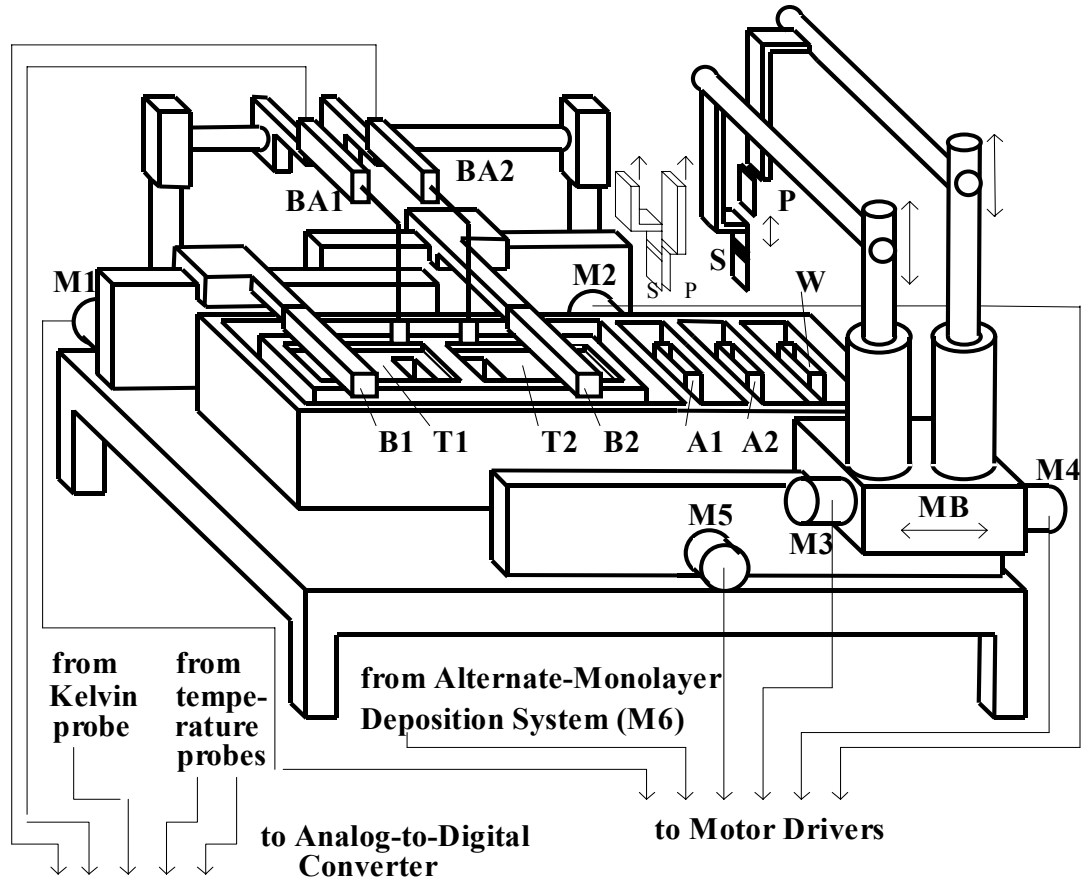 BA1
BA2
P
S
M1
M2
S P
W
B1
T1
T2
B2
A1
A2
M4
M5
MB
M3
from
Kelvin
probe
from
tempe-
rature
probes
from Alternate-Monolayer
Deposition System (M6)
to Analog-to-Digital
Converter
to Motor Drivers